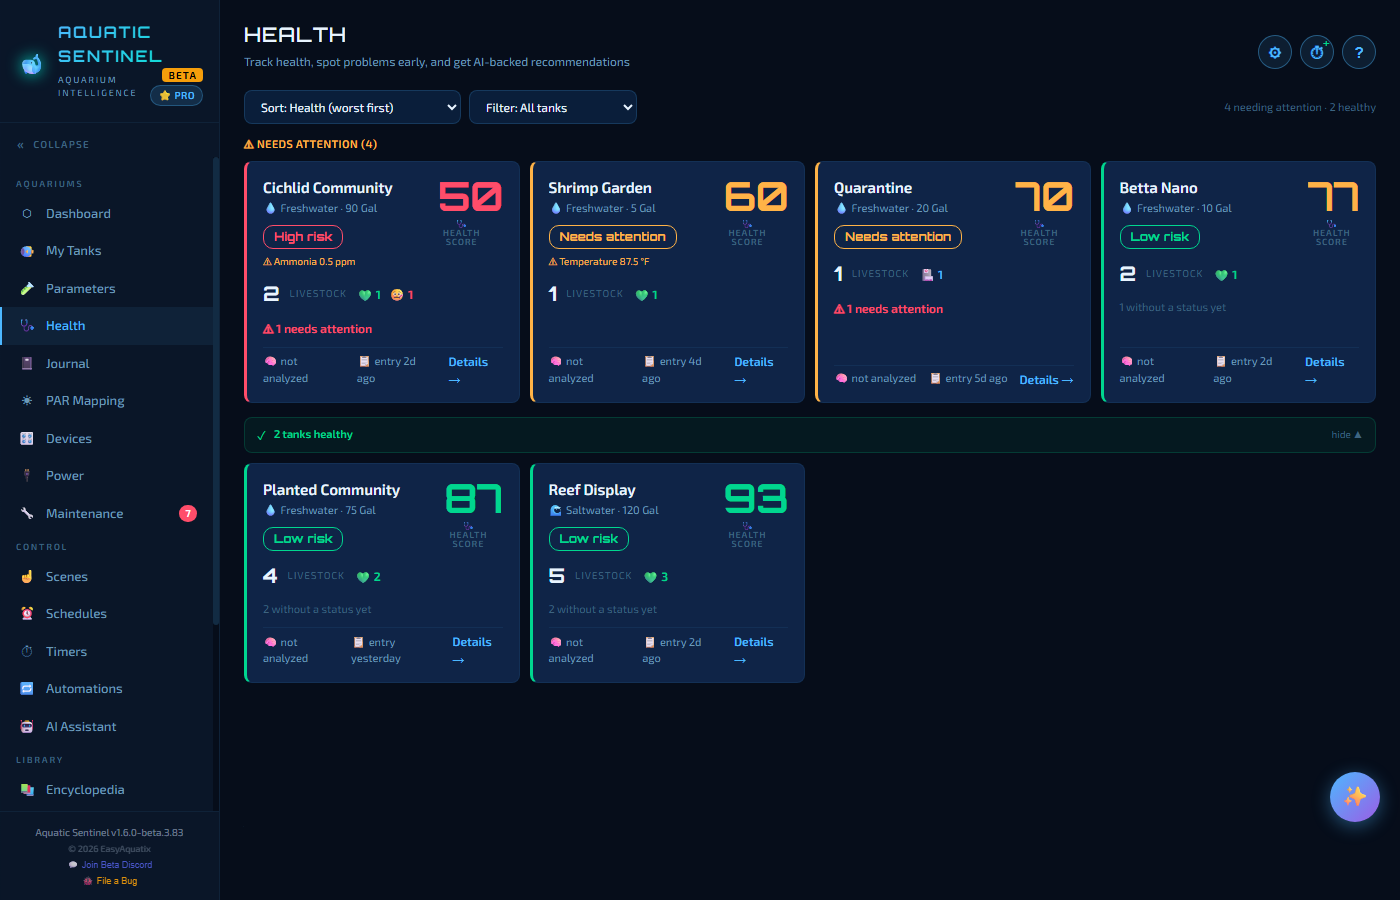 AQUATIC
SENTINEL
AQUARIUM
INTELLIGENCE
BETA
⭐ PRO
« COLLAPSE
AQUARIUMS
Dashboard
My Tanks
Parameters
Health
Journal
PAR Mapping
Devices
Power
Maintenance 7
CONTROL
Scenes
Schedules
Timers
Automations
AI Assistant
LIBRARY
Encyclopedia
Aquatic Sentinel v1.6.0-beta.3.83
© 2026 EasyAquatix
Join Beta Discord
File a Bug
HEALTH
Track health, spot problems early, and get AI-backed recommendations
?
Sort: Health (worst first)
Filter: All tanks
4 needing attention · 2 healthy
⚠ NEEDS ATTENTION (4)
Cichlid Community
Freshwater · 90 Gal
High risk
⚠ Ammonia 0.5 ppm
50
HEALTH
SCORE
2 LIVESTOCK 1 1
⚠ 1 needs attention
not
analyzed
entry 2d
ago
Details
→
Shrimp Garden
Freshwater · 5 Gal
Needs attention
⚠ Temperature 87.5 °F
60
HEALTH
SCORE
1 LIVESTOCK 1
not
analyzed
entry 4d
ago
Details
→
Quarantine
Freshwater · 20 Gal
Needs attention
70
HEALTH
SCORE
1 LIVESTOCK 1
⚠ 1 needs attention
not analyzed
entry 5d ago
Details →
Betta Nano
Freshwater · 10 Gal
Low risk
77
HEALTH
SCORE
2 LIVESTOCK 1
1 without a status yet
not
analyzed
entry 2d
ago
Details
→
✓ 2 tanks healthy
hide ▲
Planted Community
Freshwater · 75 Gal
Low risk
87
HEALTH
SCORE
4 LIVESTOCK 2
2 without a status yet
not
analyzed
entry
yesterday
Details
→
Reef Display
Saltwater · 120 Gal
Low risk
93
HEALTH
SCORE
5 LIVESTOCK 3
2 without a status yet
not
analyzed
entry 2d
ago
Details
→